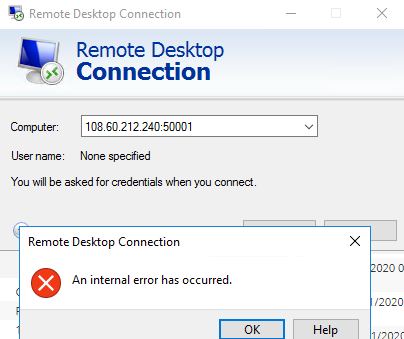 Remote Desktop Connection
Remote Desktop
Connection
Computer:
108.60.212.240:50001
User name:
None specified
You will be asked for credentials when you connect.
Remote Desktop Connection
2020 0
An internal error has occurred.
/2020
OK
Help
1/2020